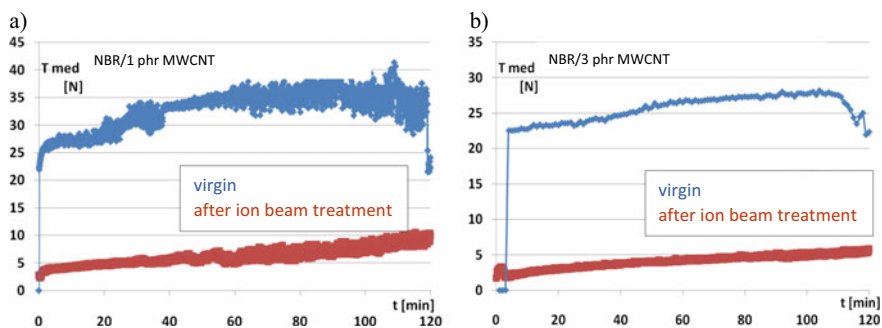 a)
NBR/1 phr MWCNT
T med
[N]
45
40
35
30
25
20
15
10
5
0
virgin
after ion beam treatment
t [min]
0 20 40 60 80 100 120
b)
NBR/3 phr MWCNT
T med
[N]
35
30
25
20
15
10
5
0
virgin
after ion beam treatment
t [min]
0 20 40 60 80 100 120